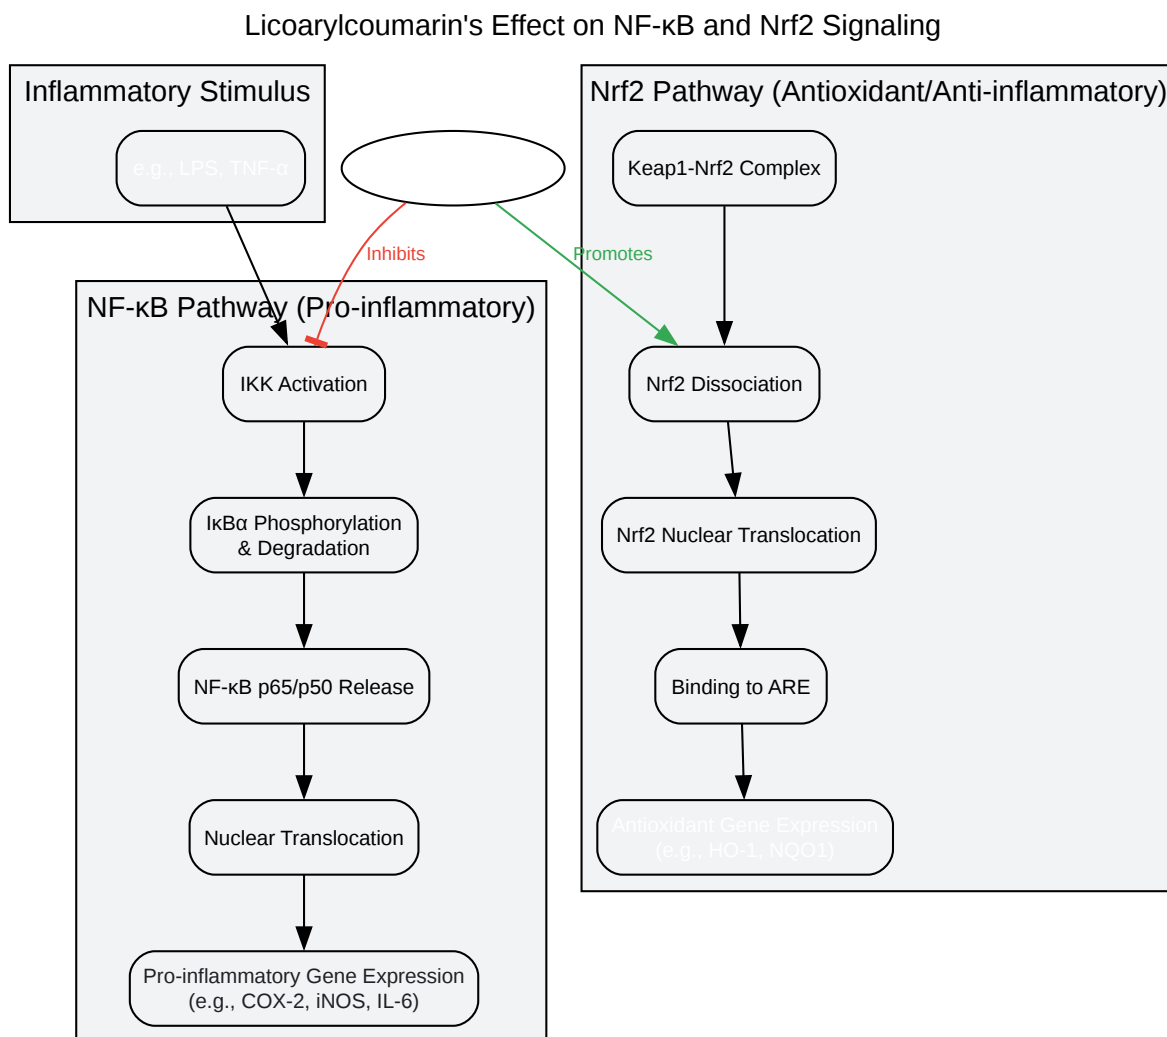 Licoarylcoumarin's Effect on NF-κB and Nrf2 Signaling
Inflammatory Stimulus
e.g., LPS, TNF-α
Inhibits
Promotes
NF-κB Pathway (Pro-inflammatory)
IKK Activation
IκBα Phosphorylation
& Degradation
NF-κB p65/p50 Release
Nuclear Translocation
Pro-inflammatory Gene Expression
(e.g., COX-2, iNOS, IL-6)
Nrf2 Pathway (Antioxidant/Anti-inflammatory)
Keap1-Nrf2 Complex
Nrf2 Dissociation
Nrf2 Nuclear Translocation
Binding to ARE
Antioxidant Gene Expression
(e.g., HO-1, NQO1)